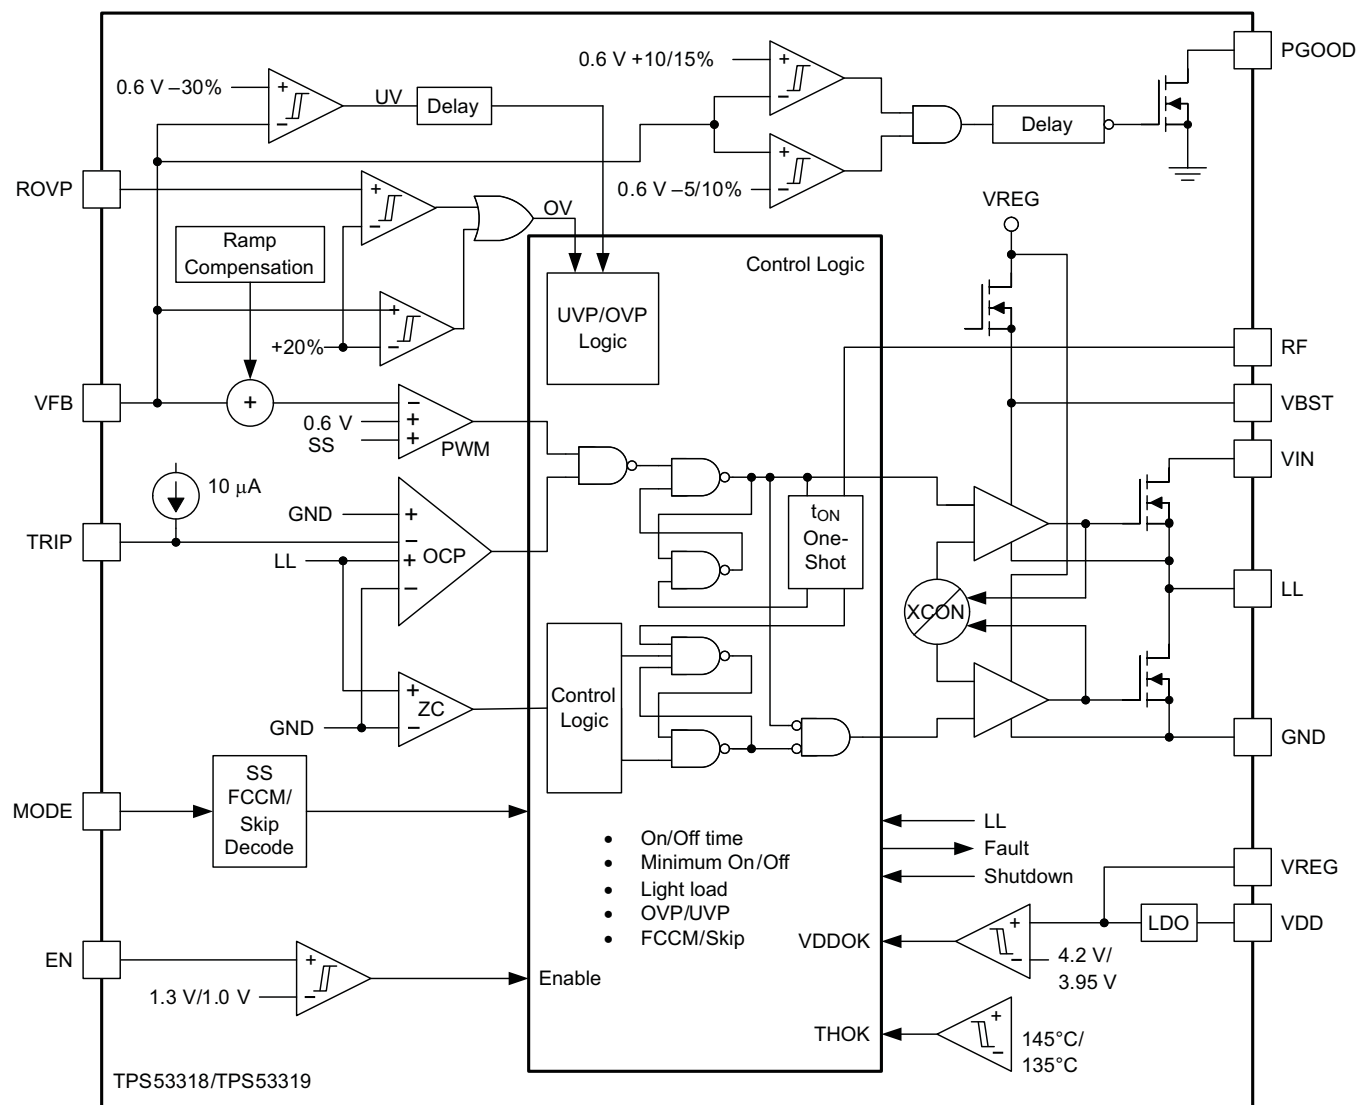 PGOOD
0.6 V +10/15%
0.6 V –30%
UV
Delay
Delay
ROVP
0.6 V –5/10%
+
−
+
−
+
−
+
−
+
−
OV
VREG
Ramp
Compensation
Control Logic
UVP/OVP
Logic
+20%
RF
VFB
+
−
+
+
0.6 V
SS
PWM
VBST
VIN
10 μA
GND
TRIP
LL
+
−
+
−
OCP
tON
One-
Shot
XCON
LL
Control
Logic
+
−
ZC
GND
GND
SS
FCCM/
Skip
Decode
MODE
• On/Off time
• Minimum On/Off
• Light load
• OVP/UVP
• FCCM/Skip
LL
Fault
Shutdown
VREG
LDO
VDD
VDDOK
+
−
4.2 V/
3.95 V
EN
+
−
1.3 V/1.0 V
Enable
THOK
+
−
145°C/
135°C
TPS53318/TPS53319